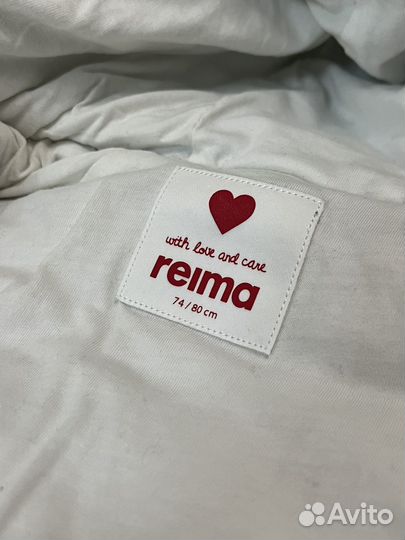 with love and care
reima
74 / 80 cm
Avito